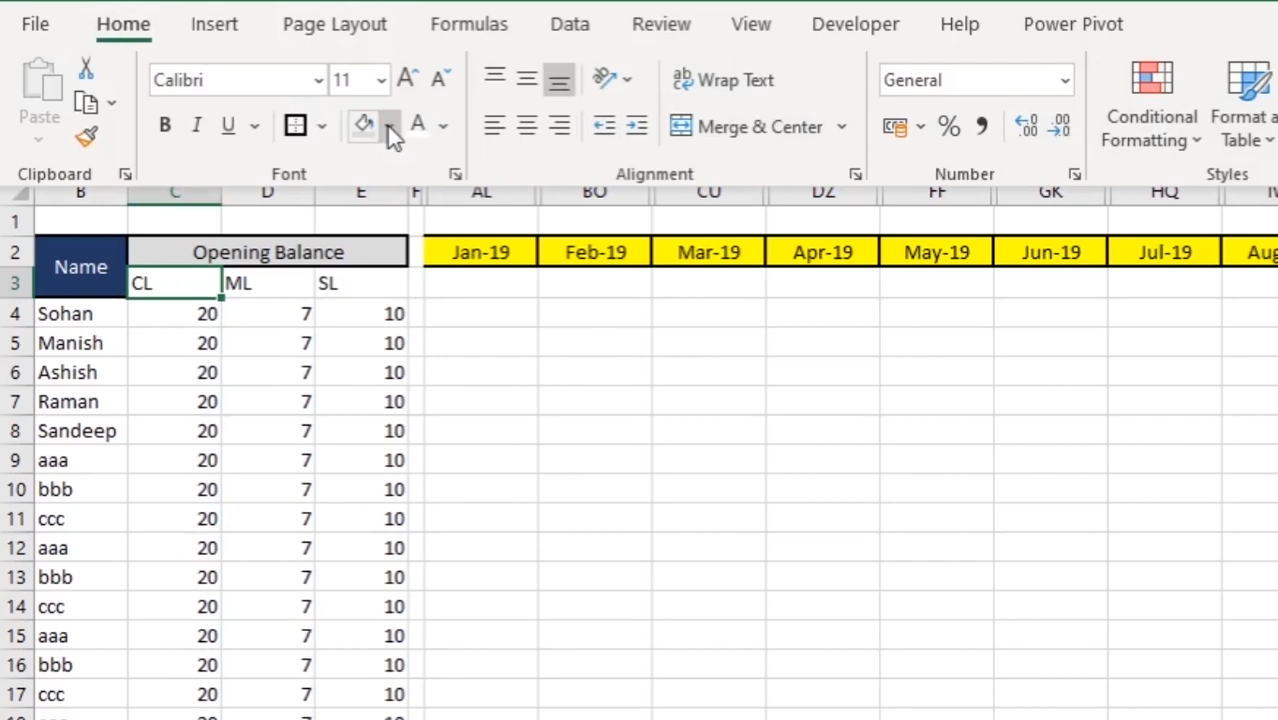 File Home Insert Page Layout Formulas Data Review View Developer Help Power Pivot
Calibri 11 A A Wrap Text General
Paste B I U A Merge & Center % Conditional Formatting Format a Table
Clipboard Font Alignment Number Styles
B C D E F AL BO CU DZ FF GK HQ
1
2 Name Opening Balance Jan-19 Feb-19 Mar-19 Apr-19 May-19 Jun-19 Jul-19 Aug
3 CL ML SL
4 Sohan 20 7 10
5 Manish 20 7 10
6 Ashish 20 7 10
7 Raman 20 7 10
8 Sandeep 20 7 10
9 aaa 20 7 10
10 bbb 20 7 10
11 ccc 20 7 10
12 aaa 20 7 10
13 bbb 20 7 10
14 ccc 20 7 10
15 aaa 20 7 10
16 bbb 20 7 10
17 ccc 20 7 10